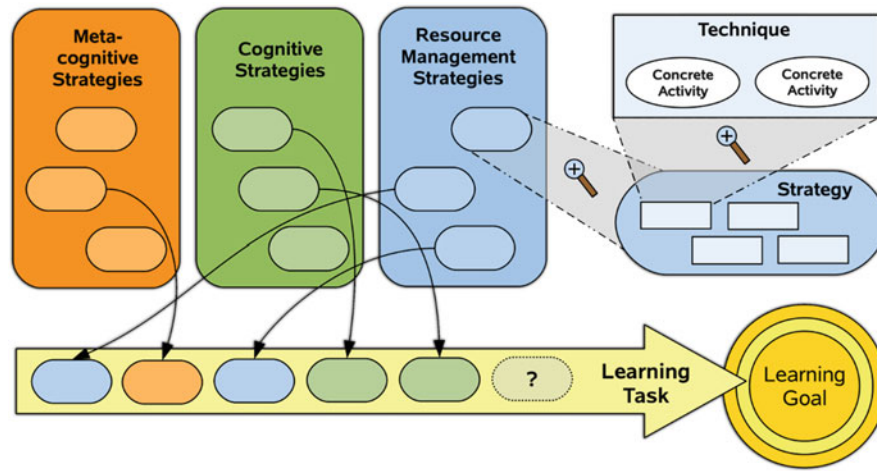 Meta-
cognitive
Strategies
Cognitive
Strategies
Resource
Management
Strategies
Technique
Concrete
Activity
Concrete
Activity
Strategy
?
Learning
Task
Learning
Goal